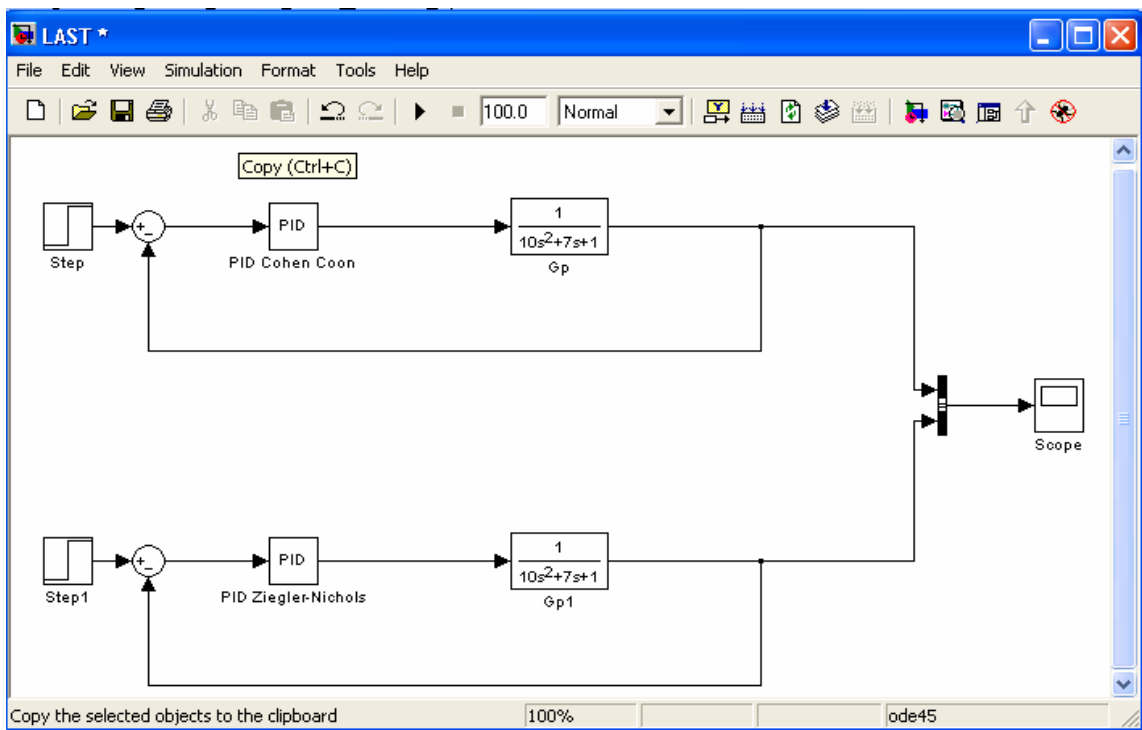 LAST *
File Edit View Simulation Format Tools Help
100.0 Normal
Copy (Ctrl+C)
Step
+
-
PID
PID Cohen Coon
1
10s²+7s+1
Gp
Scope
Step1
+
-
PID
PID Ziegler-Nichols
1
10s²+7s+1
Gp1
Copy the selected objects to the clipboard 100% ode45